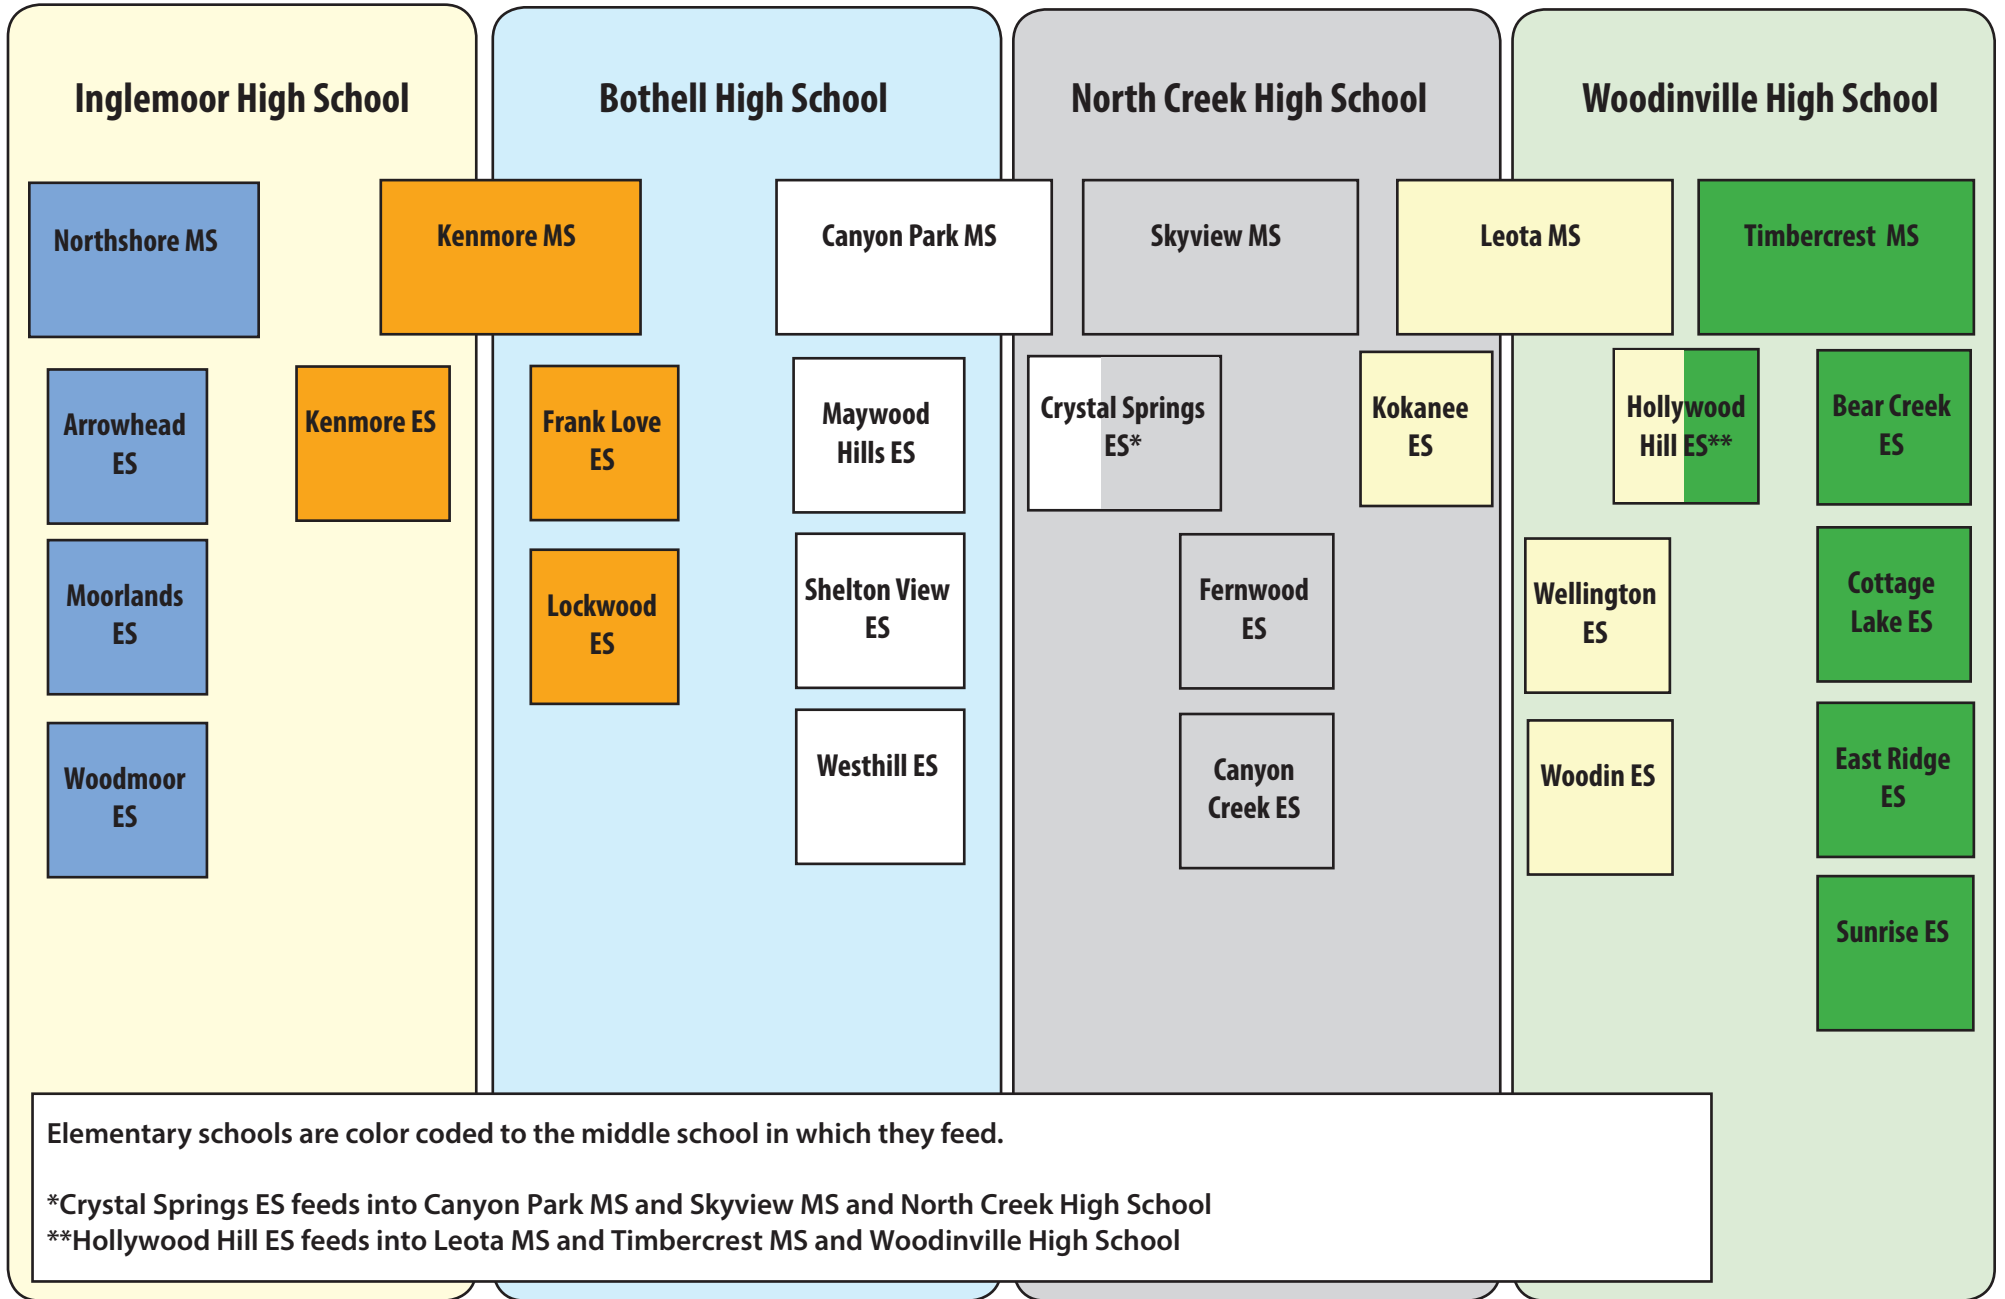 Inglemoor High School
Bothell High School
North Creek High School
Woodinville High School
Northshore MS
Kenmore MS
Canyon Park MS
Skyview MS
Leota MS
Timbercrest MS
Arrowhead
ES
Kenmore ES
Frank Love
ES
Maywood
Hills ES
Crystal Springs
ES*
Kokanee
ES
Hollywood
Hill ES**
Bear Creek
ES
Moorlands
ES
Lockwood
ES
Shelton View
ES
Fernwood
ES
Wellington
ES
Cottage
Lake ES
Woodmoor
ES
Westhill ES
Canyon
Creek ES
Woodin ES
East Ridge
ES
Sunrise ES
Elementary schools are color coded to the middle school in which they feed.
*Crystal Springs ES feeds into Canyon Park MS and Skyview MS and North Creek High School
**Hollywood Hill ES feeds into Leota MS and Timbercrest MS and Woodinville High School